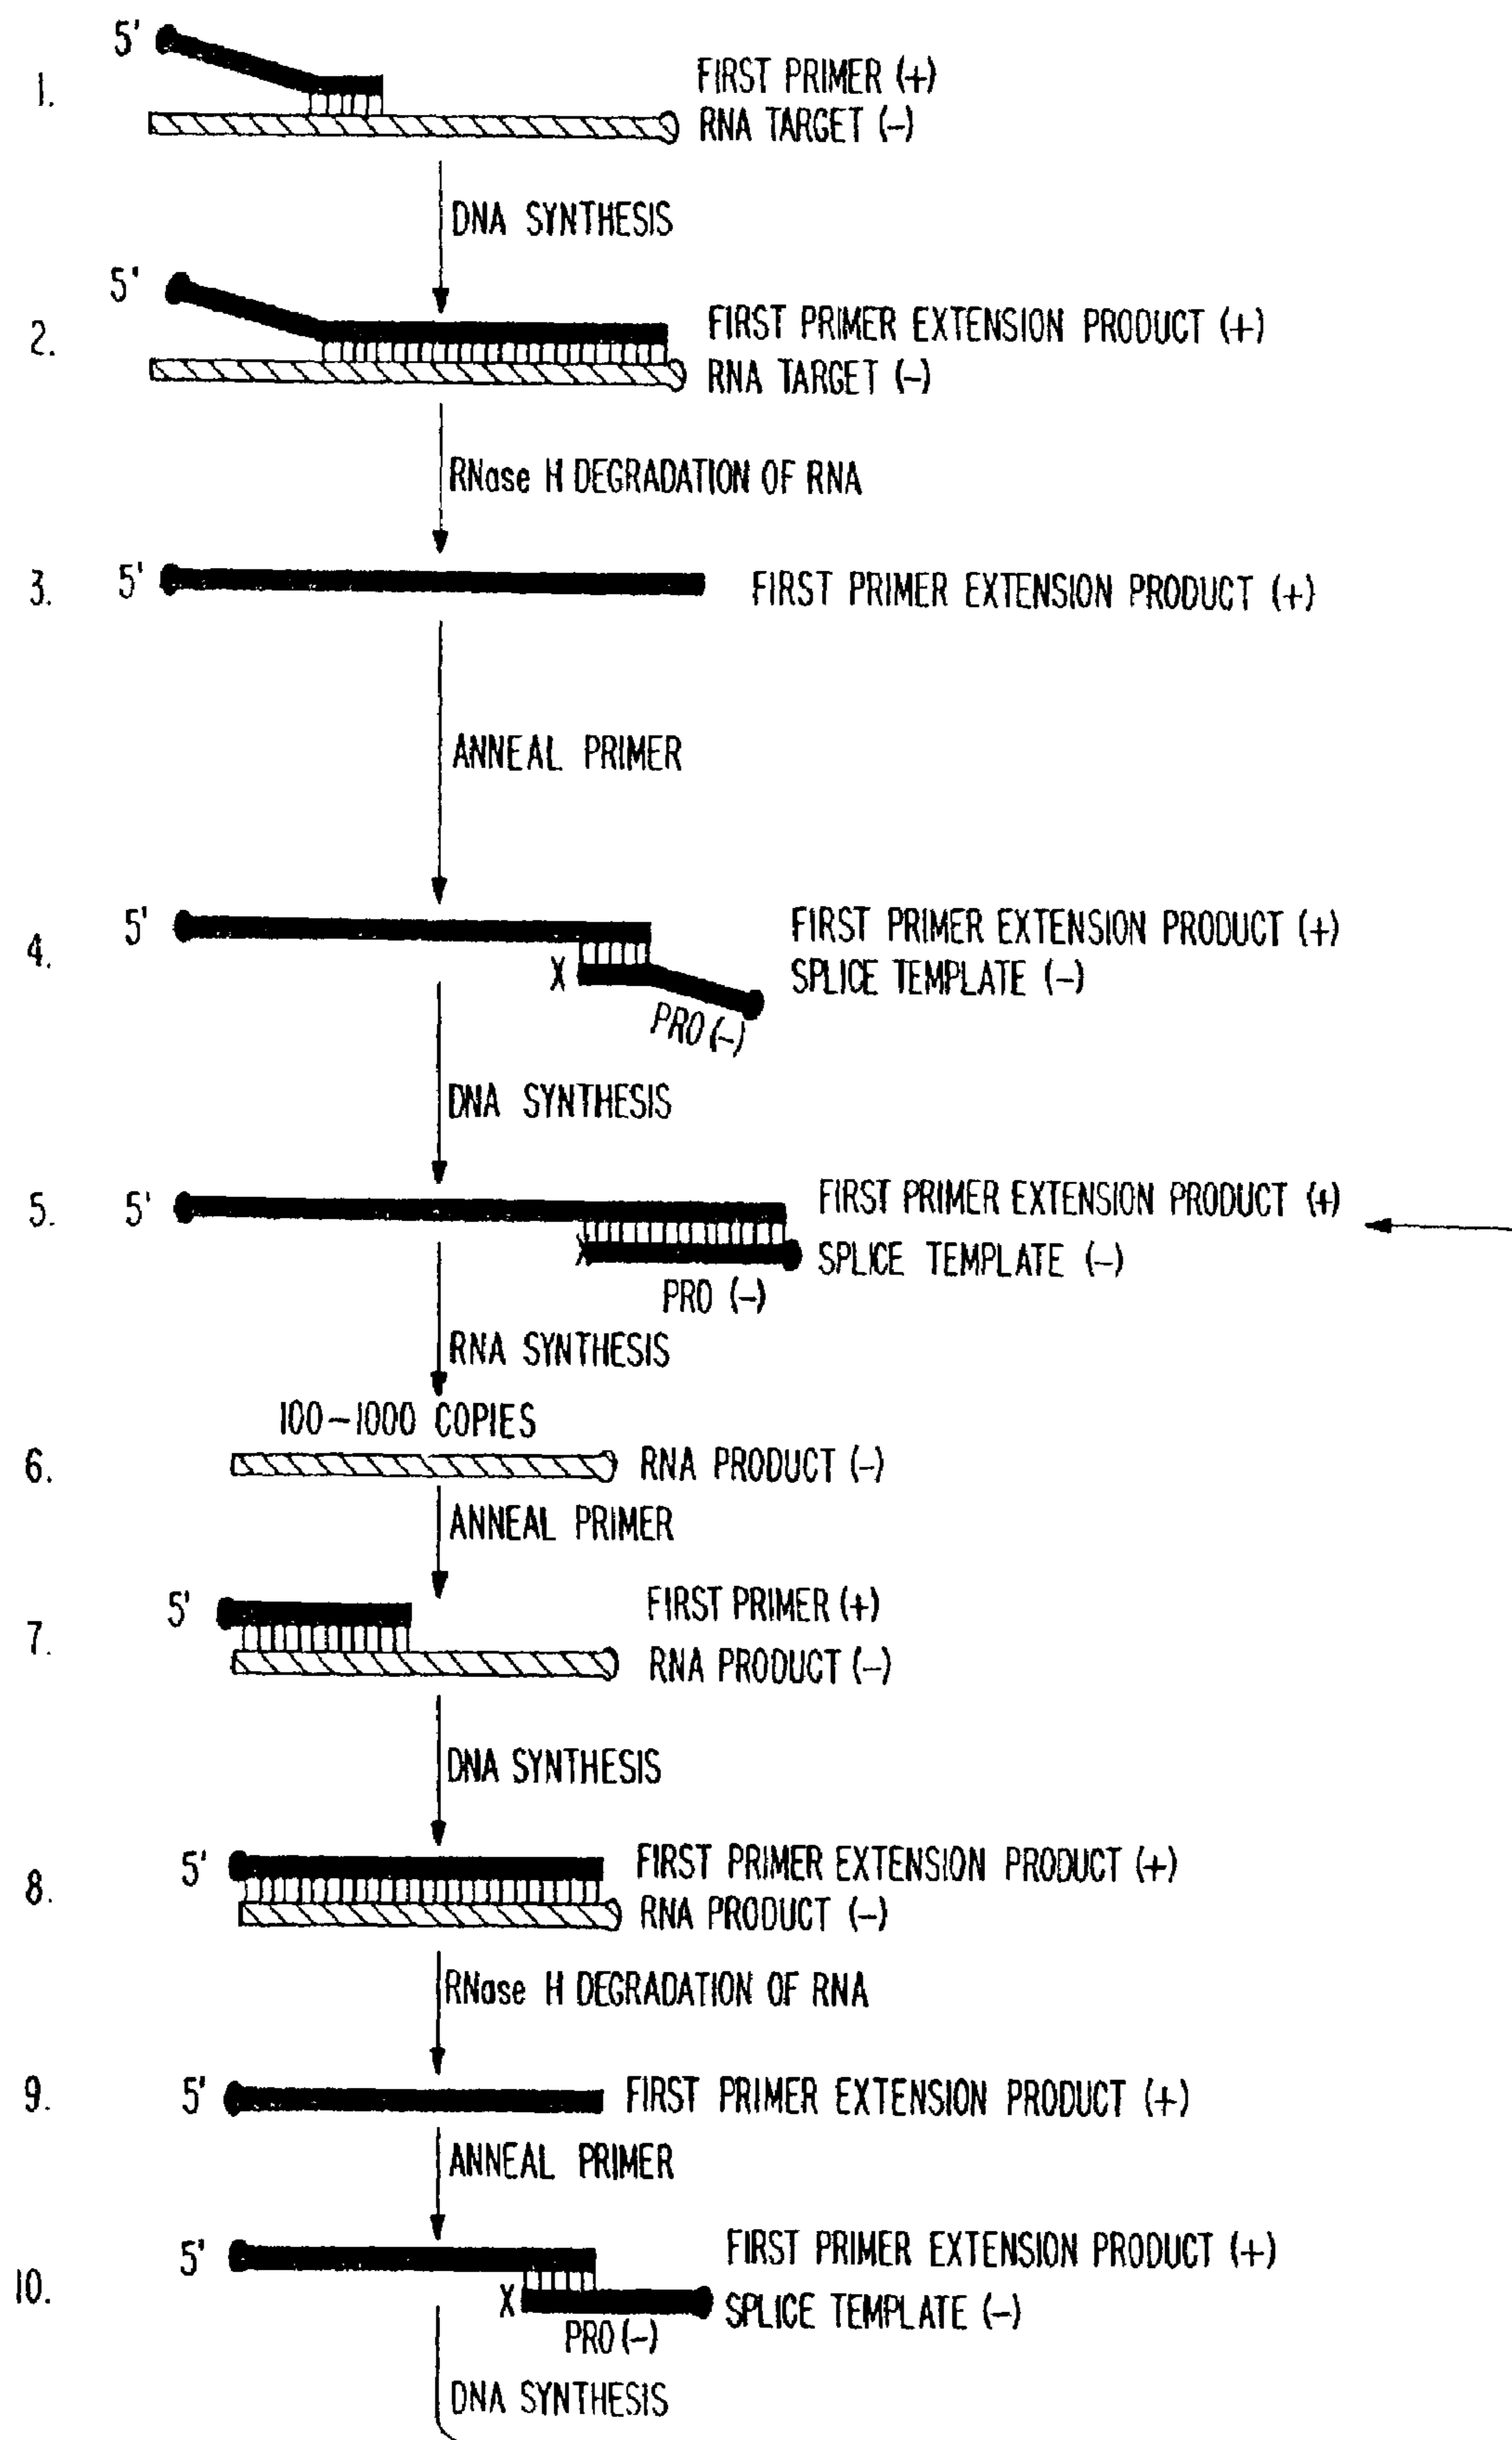 1.
5'
FIRST PRIMER (+)
RNA TARGET (-)
DNA SYNTHESIS
2.
5'
FIRST PRIMER EXTENSION PRODUCT (+)
RNA TARGET (-)
RNase H DEGRADATION OF RNA
3.
5'
FIRST PRIMER EXTENSION PRODUCT (+)
ANNEAL PRIMER
4.
5'
FIRST PRIMER EXTENSION PRODUCT (+)
X
SPLICE TEMPLATE (-)
PRO (-)
DNA SYNTHESIS
5.
5'
FIRST PRIMER EXTENSION PRODUCT (+)
X
SPLICE TEMPLATE (-)
PRO (-)
RNA SYNTHESIS
100-1000 COPIES
6.
RNA PRODUCT (-)
ANNEAL PRIMER
7.
5'
FIRST PRIMER (+)
RNA PRODUCT (-)
DNA SYNTHESIS
8.
5'
FIRST PRIMER EXTENSION PRODUCT (+)
RNA PRODUCT (-)
RNase H DEGRADATION OF RNA
9.
5'
FIRST PRIMER EXTENSION PRODUCT (+)
ANNEAL PRIMER
10.
5'
FIRST PRIMER EXTENSION PRODUCT (+)
X
SPLICE TEMPLATE (-)
PRO (-)
DNA SYNTHESIS